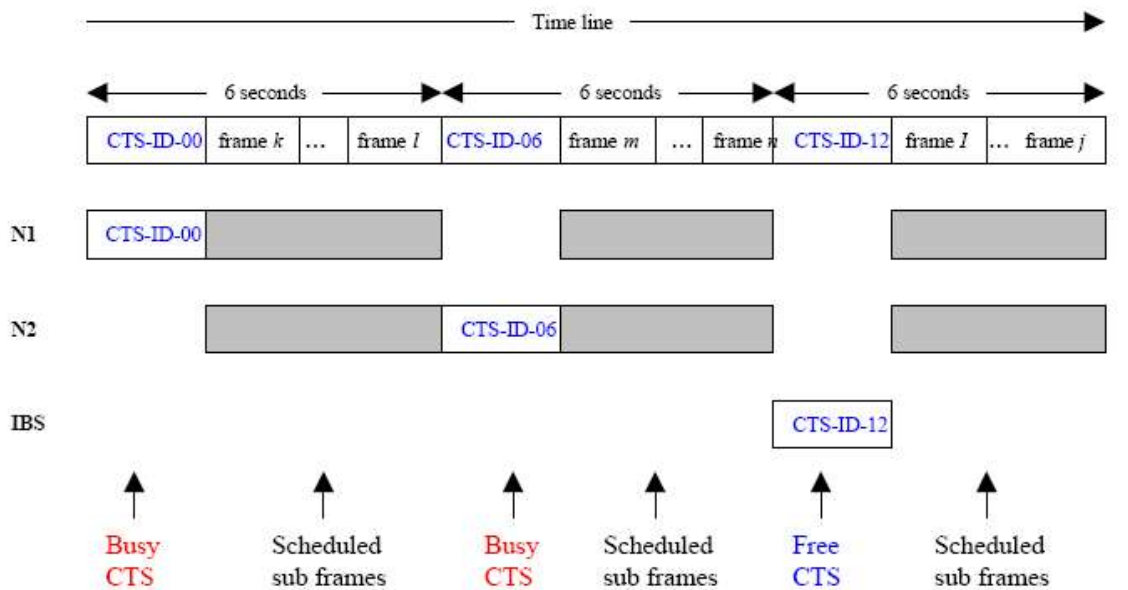 Time line
6 seconds 6 seconds 6 seconds
CTS-ID-00 frame k ... frame l CTS-ID-06 frame m ... frame n CTS-ID-12 frame I ... frame j
N1 CTS-ID-00
N2 CTS-ID-06
IBS CTS-ID-12
Busy Scheduled Busy Scheduled Free Scheduled
CTS sub frames CTS sub frames CTS sub frames